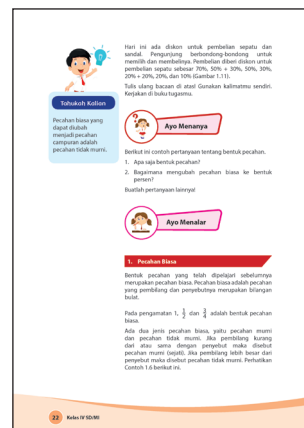 Hari ini ada diskon untuk pembelian sepatu dan
sandal. Pengunjung berbondong-bondong untuk
memilih dan membelinya. Pembelian diberi diskon untuk
pembelian sepatu sebesar 70%, 50% + 30%, 50%, 30%,
20% + 20%, 20%, dan 10% (Gambar 1.11).
Tulis ulang bacaan di atas! Gunakan kalimatmu sendiri.
Kerjakan di buku tugasmu.
Tahukah Kalian
Pecahan biasa yang
dapat diubah
menjadi pecahan
campuran adalah
pecahan tidak murni.
Ayo Menanya
Berikut ini contoh pertanyaan tentang bentuk pecahan.
1. Apa saja bentuk pecahan?
2. Bagaimana mengubah pecahan biasa ke bentuk
persen?
Buatlah pertanyaan lainnya!
Ayo Menalar
1. Pecahan Biasa
Bentuk pecahan yang telah dipelajari sebelumnya
merupakan pecahan biasa. Pecahan biasa adalah pecahan
yang pembilang dan penyebutnya merupakan bilangan
bulat.
Pada pengamatan 1, 1/2 dan 3/4 adalah bentuk pecahan
biasa.
Ada dua jenis pecahan biasa, yaitu pecahan murni
dan pecahan tidak murni. Jika pembilang kurang
dari atau sama dengan penyebut maka disebut
pecahan murni (sejati). Jika pembilang lebih besar dari
penyebut maka disebut pecahan tidak murni. Perhatikan
Contoh 1.6 berikut ini.
22 Kelas IV SD/MI